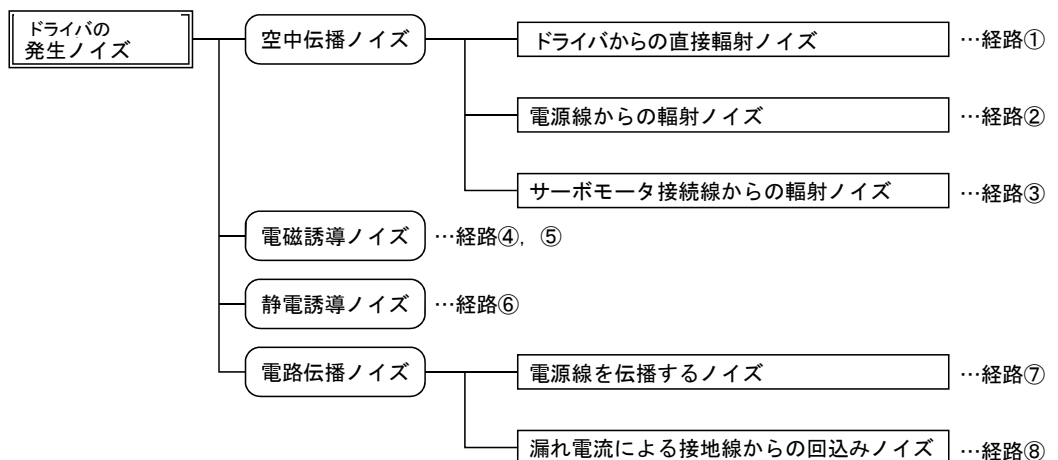 ドライバの
発生ノイズ
空中伝播ノイズ
ドライバからの直接輻射ノイズ …経路①
電源線からの輻射ノイズ …経路②
サーボモータ接続線からの輻射ノイズ …経路③
電磁誘導ノイズ …経路④,⑤
静電誘導ノイズ …経路⑥
電路伝播ノイズ
電源線を伝播するノイズ …経路⑦
漏れ電流による接地線からの回込みノイズ …経路⑧